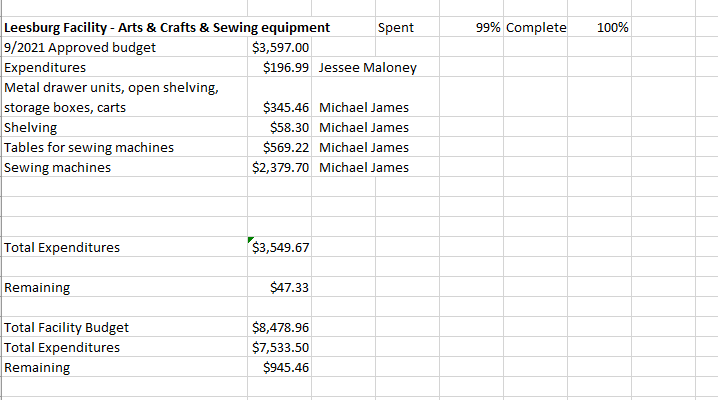 Leesburg Facility - Arts & Crafts & Sewing equipment Spent 99% Complete 100%
9/2021 Approved budget $3,597.00
Expenditures $196.99 Jessee Maloney
Metal drawer units, open shelving,
storage boxes, carts $345.46 Michael James
Shelving $58.30 Michael James
Tables for sewing machines $569.22 Michael James
Sewing machines $2,379.70 Michael James
Total Expenditures $3,549.67
Remaining $47.33
Total Facility Budget $8,478.96
Total Expenditures $7,533.50
Remaining $945.46